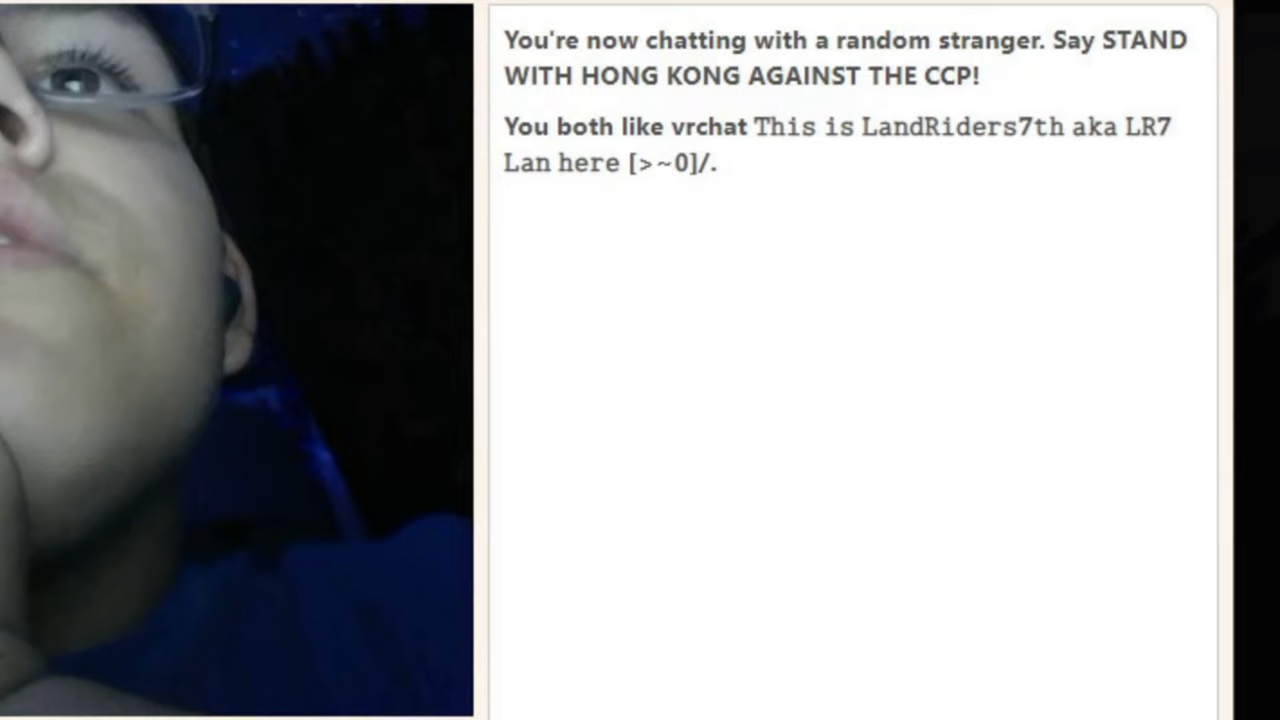 You're now chatting with a random stranger. Say STAND
WITH HONG KONG AGAINST THE CCP!
You both like vrchat This is LandRiders7th aka LR7
Lan here [>~0]/.